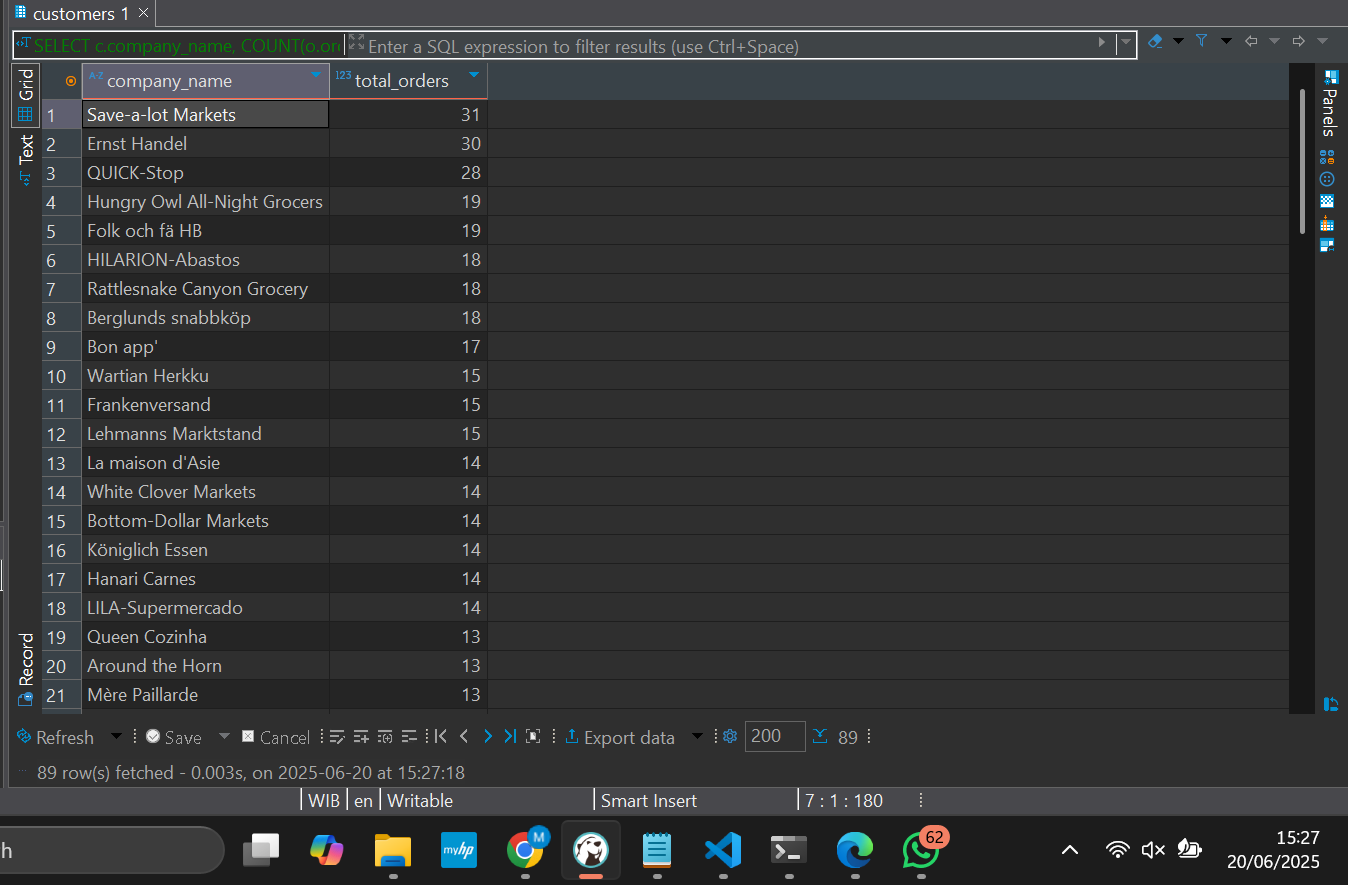 customers 1
SELECT c.company_name, COUNT(o.or Enter a SQL expression to filter results (use Ctrl+Space)
Grid
Text
Record
Panels
A-Z company_name 123 total_orders
1 Save-a-lot Markets 31
2 Ernst Handel 30
3 QUICK-Stop 28
4 Hungry Owl All-Night Grocers 19
5 Folk och fä HB 19
6 HILARION-Abastos 18
7 Rattlesnake Canyon Grocery 18
8 Berglunds snabbköp 18
9 Bon app' 17
10 Wartian Herkku 15
11 Frankenversand 15
12 Lehmanns Marktstand 15
13 La maison d'Asie 14
14 White Clover Markets 14
15 Bottom-Dollar Markets 14
16 Königlich Essen 14
17 Hanari Carnes 14
18 LILA-Supermercado 14
19 Queen Cozinha 13
20 Around the Horn 13
21 Mère Paillarde 13
Refresh Save Cancel Export data 200 89
89 row(s) fetched - 0.003s, on 2025-06-20 at 15:27:18
WIB en Writable Smart Insert 7 : 1 : 180
h
myhp
M
62
15:27
20/06/2025